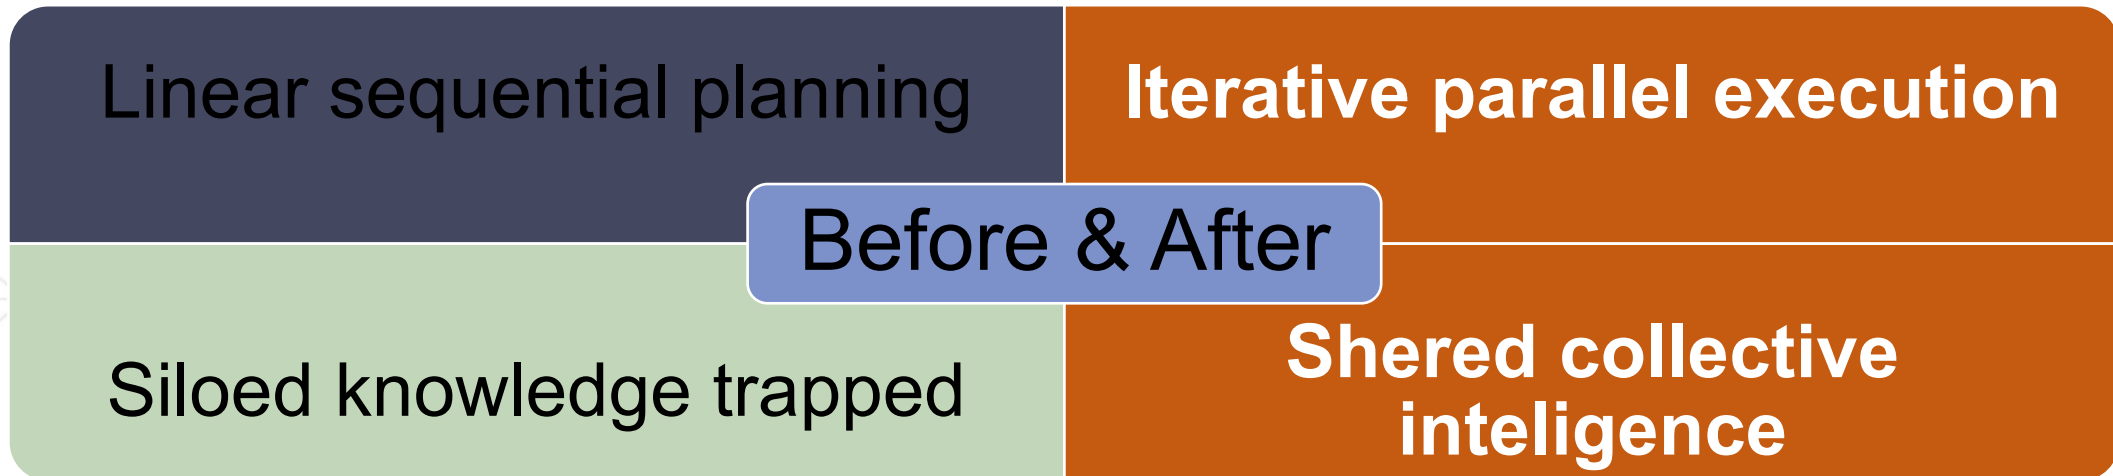 Linear sequential planning
Iterative parallel execution
Before & After
Siloed knowledge trapped
Shered collective
inteligence